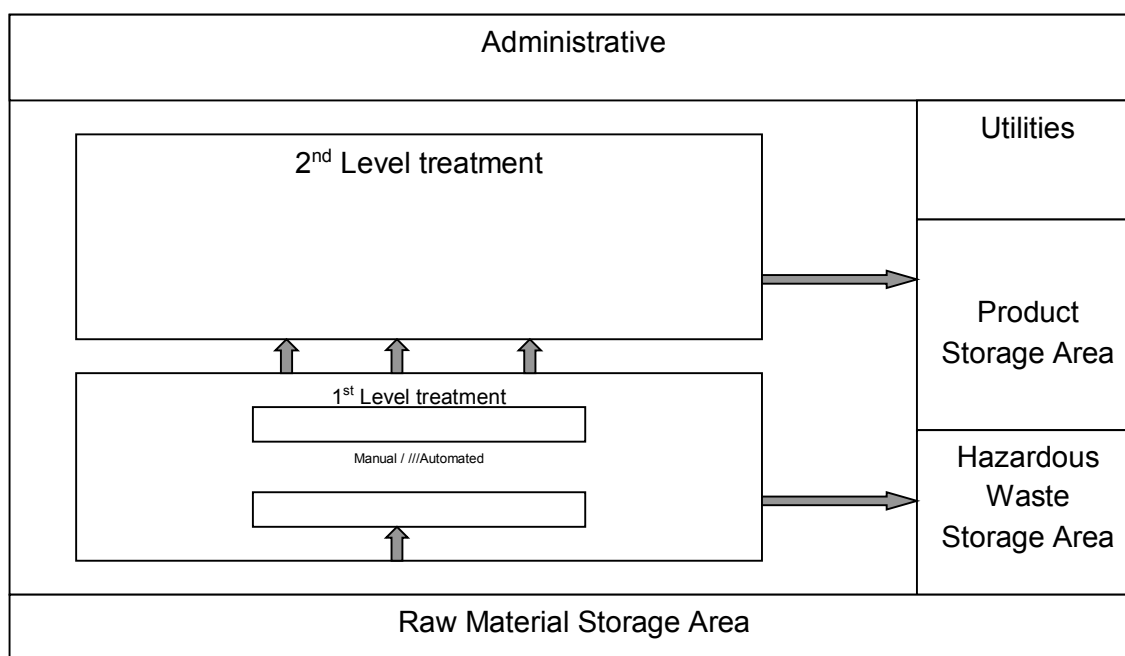 Administrative
Utilities
2nd Level treatment
Product
Storage Area
1st Level treatment
Manual / ///Automated
Hazardous
Waste
Storage Area
Raw Material Storage Area